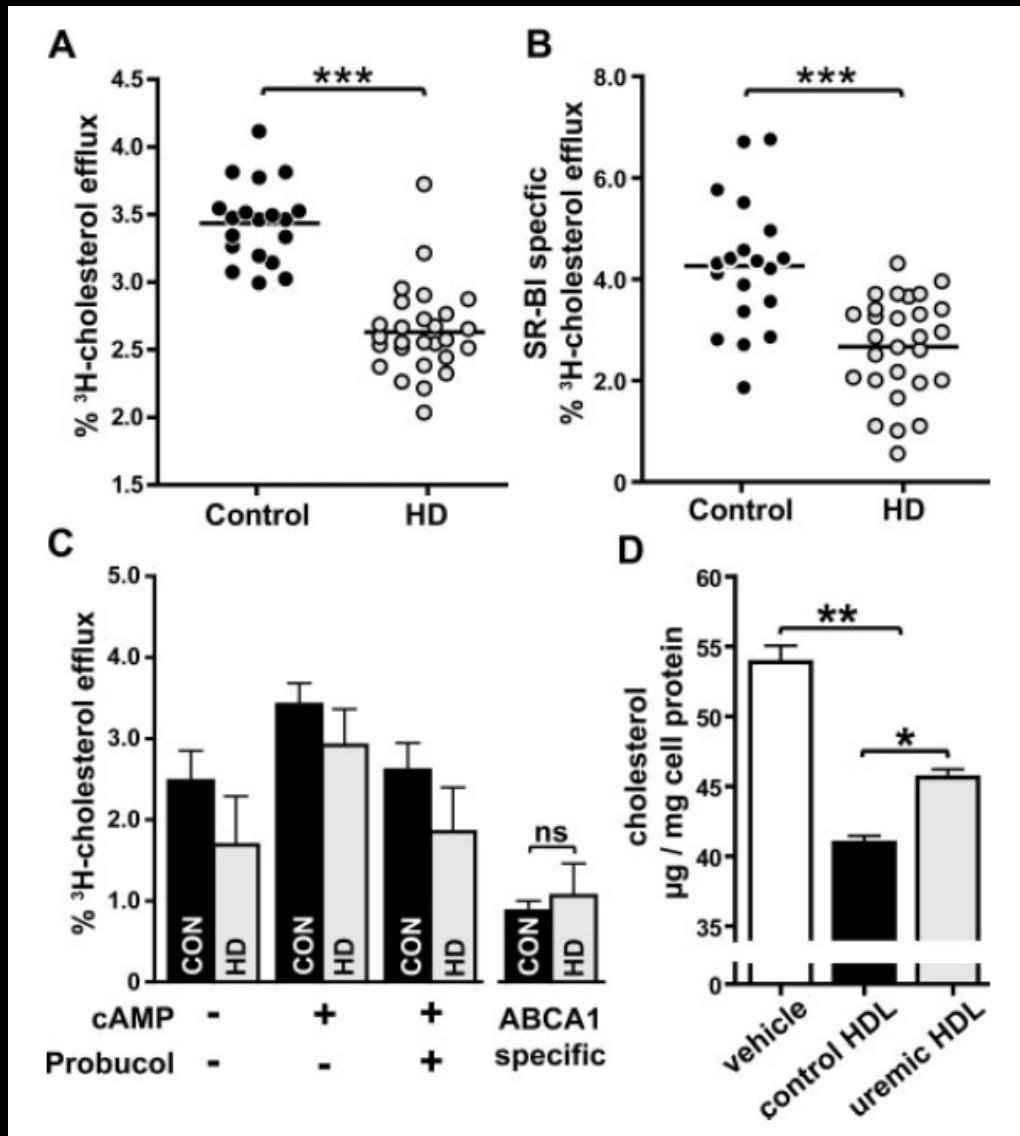 A
% ³H-cholesterol efflux
4.5
4.0
3.5
3.0
2.5
2.0
1.5
***
Control
HD
B
SR-BI specfic
% ³H-cholesterol efflux
8.0
6.0
4.0
2.0
0
***
Control
HD
C
% ³H-cholesterol efflux
5.0
4.0
3.0
2.0
1.0
0
CON
HD
CON
HD
CON
HD
ns
CON
HD
cAMP - + + ABCA1
Probucol - - + specific
D
cholesterol
µg / mg cell protein
60
55
50
45
40
35
0
**
*
vehicle
control HDL
uremic HDL